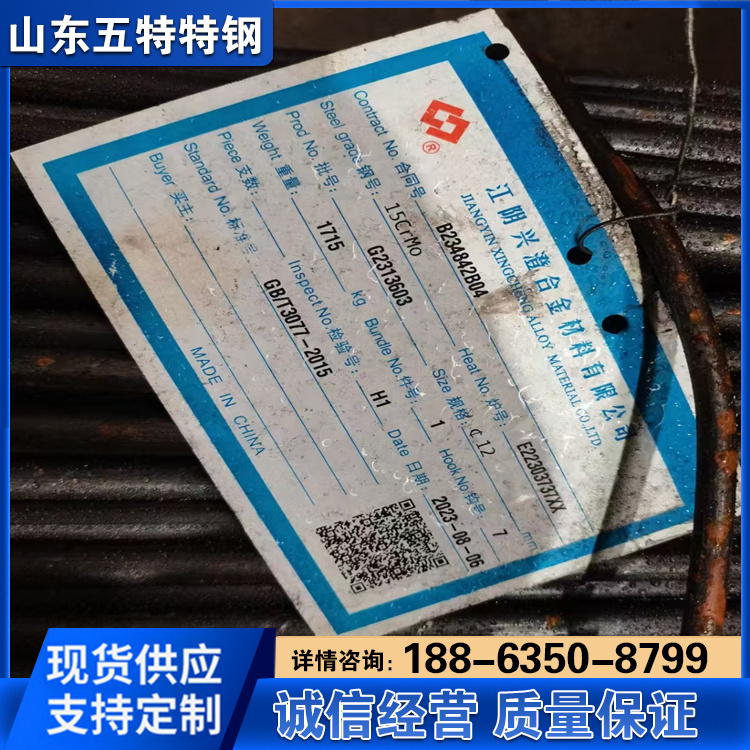 山东五特特钢
®
江阴兴澄合金材料有限公司
JIANGYIN XINGCHENG ALLOY MATERIAL CO.,LTD.
Contract No. 合同号 B234842B04 Heat No. 炉号: E22303737XX
Steel grade 钢号: 15CrMo Size 规格: ¢12 mm
Prod No. 批号: G2313603 Bundle No. 件号: 1 Hook No. 钩号: 7
Weight 重量: 1715 kg
Piece 支数: Inspect No. 检验号: H1 Date 日期: 2023-08-06
Standard No. 标准号: GB/T3077-2015
Buyer 买主:
MADE IN CHINA
现货供应
支持定制
详情咨询: 188-6350-8799
诚信经营 质量保证